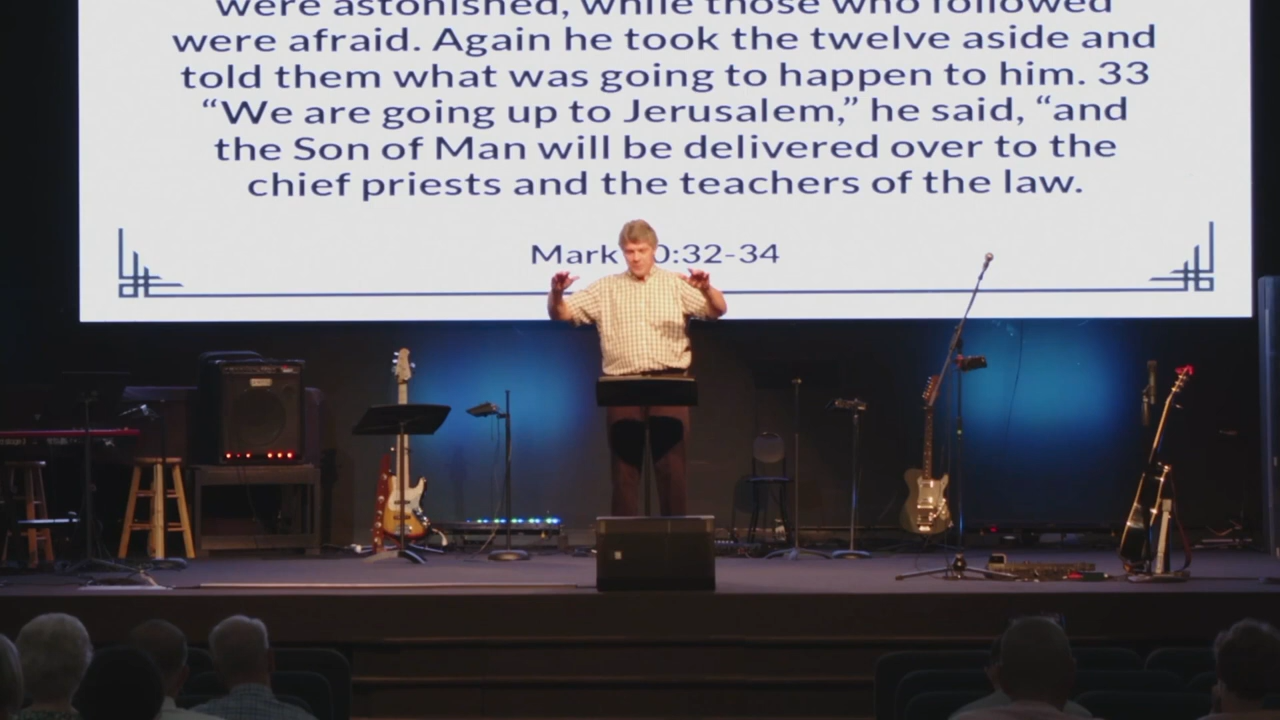 were astonished, while those who followed
were afraid. Again he took the twelve aside and
told them what was going to happen to him. 33
“We are going up to Jerusalem,” he said, “and
the Son of Man will be delivered over to the
chief priests and the teachers of the law.
Mark 0:32-34